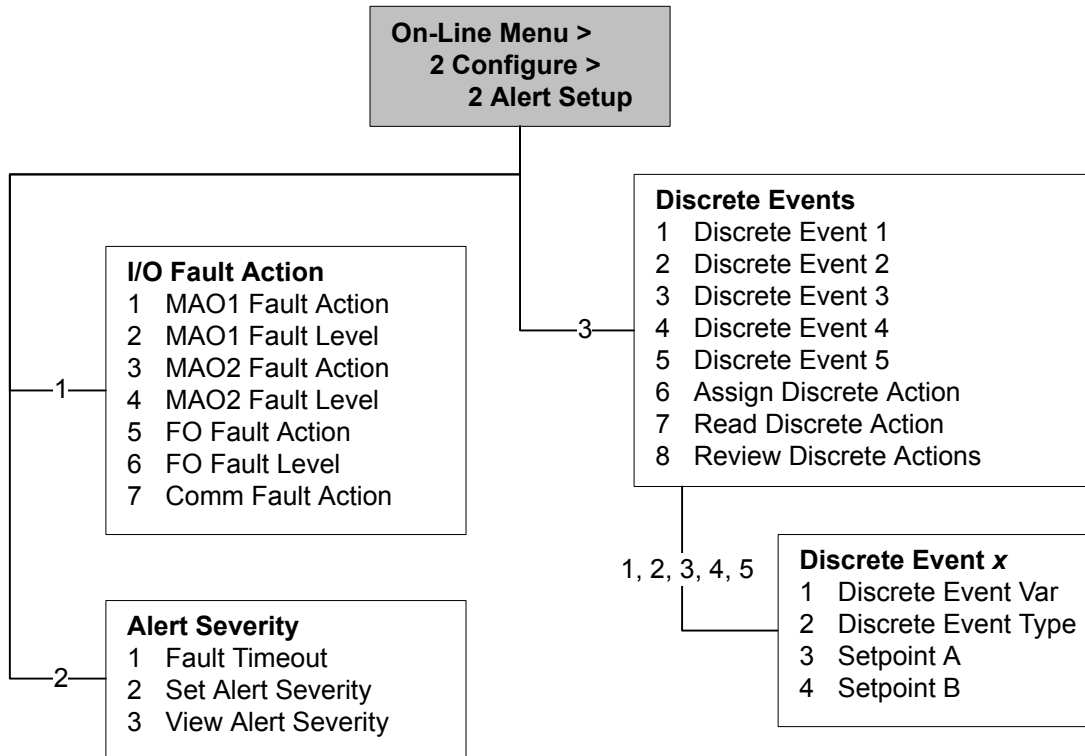 On-Line Menu >
2 Configure >
2 Alert Setup
I/O Fault Action
1 MAO1 Fault Action
2 MAO1 Fault Level
3 MAO2 Fault Action
4 MAO2 Fault Level
5 FO Fault Action
6 FO Fault Level
7 Comm Fault Action
1
Alert Severity
1 Fault Timeout
2 Set Alert Severity
3 View Alert Severity
2
Discrete Events
1 Discrete Event 1
2 Discrete Event 2
3 Discrete Event 3
4 Discrete Event 4
5 Discrete Event 5
6 Assign Discrete Action
7 Read Discrete Action
8 Review Discrete Actions
3
1, 2, 3, 4, 5
Discrete Event x
1 Discrete Event Var
2 Discrete Event Type
3 Setpoint A
4 Setpoint B